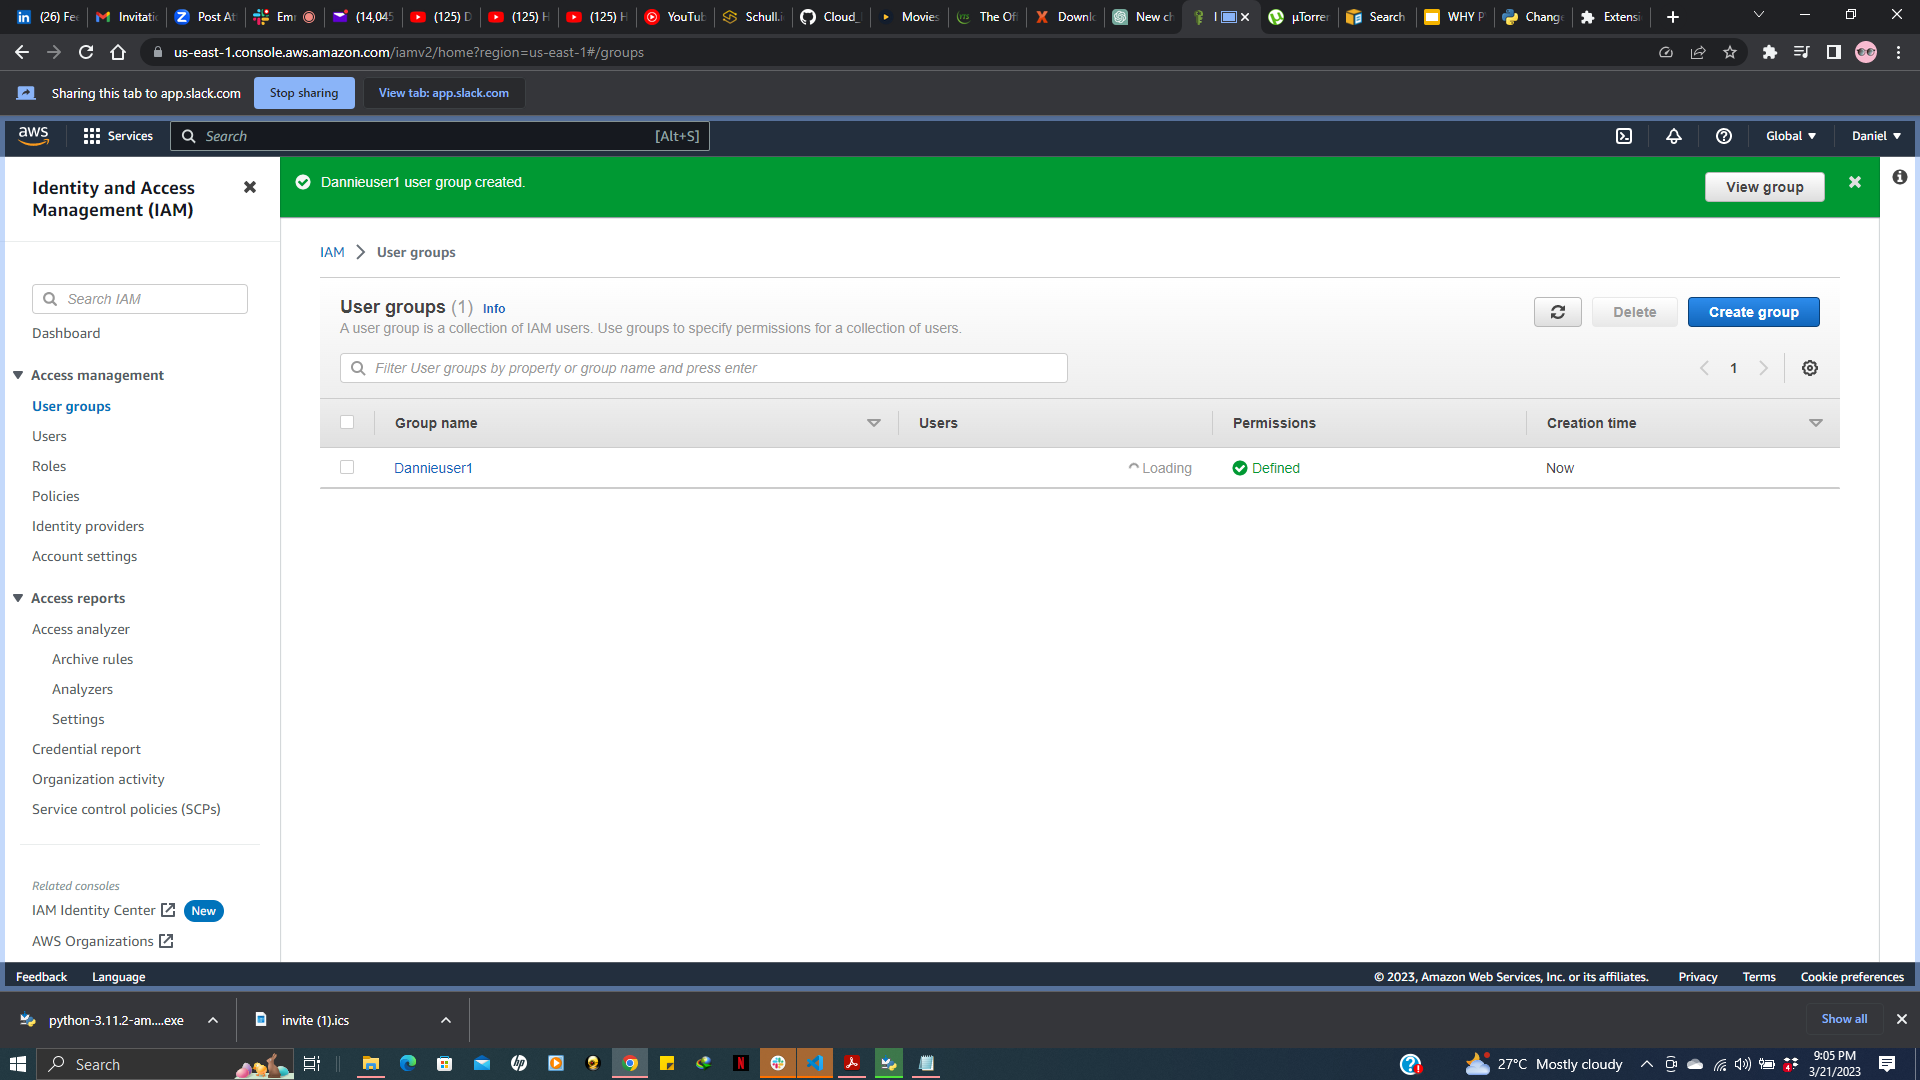 (26) Fee
Invitatio
Post At
Em
(14,045
(125) D
(125) H
(125) H
YouTub
Schull.i
Cloud_
Movies
The Off
Downl
New ch
I
µTorren
Search
WHY P
Change
Extensi
us-east-1.console.aws.amazon.com/iamv2/home?region=us-east-1#/groups
Sharing this tab to app.slack.com
Stop sharing
View tab: app.slack.com
aws
Services
Search
[Alt+S]
Global
Daniel
Identity and Access Management (IAM)
Dannieuser1 user group created.
View group
IAM
User groups
Search IAM
User groups (1) Info
A user group is a collection of IAM users. Use groups to specify permissions for a collection of users.
Delete
Create group
Filter User groups by property or group name and press enter
1
Group name
Users
Permissions
Creation time
Dannieuser1
Loading
Defined
Now
Dashboard
Access management
User groups
Users
Roles
Policies
Identity providers
Account settings
Access reports
Access analyzer
Archive rules
Analyzers
Settings
Credential report
Organization activity
Service control policies (SCPs)
Related consoles
IAM Identity Center
New
AWS Organizations
Feedback
Language
© 2023, Amazon Web Services, Inc. or its affiliates.
Privacy
Terms
Cookie preferences
python-3.11.2-am....exe
invite (1).ics
Show all
Search
27°C Mostly cloudy
9:05 PM
3/21/2023